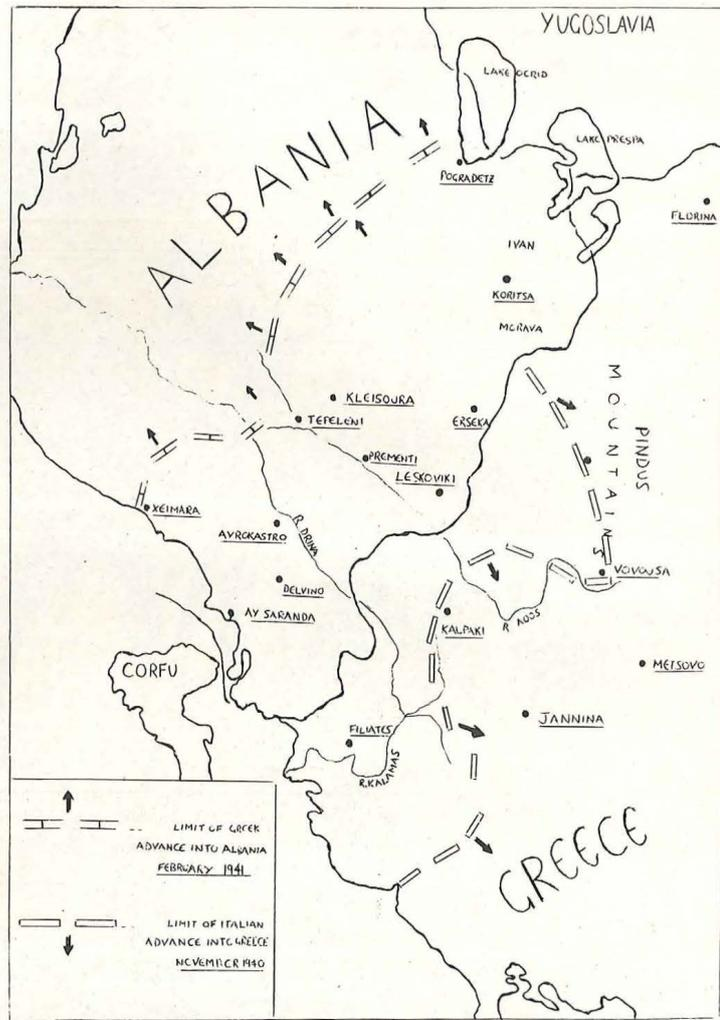 YUGOSLAVIA
LAKE OCRID
LAKE PRESPA
ALBANIA
POGRADETZ
FLORINA
IVAN
KORITSA
MORAVA
PINDUS
MOUNTAINS
KLEISOURA
TEPELENI
ERSEKA
PREMENTI
LESKOVIKI
XEIMARA
AYROKASTRO
R. DRINA
VOVOUSA
DELVINO
AY SARANDA
KALPAKI
R. AOOS
CORFU
METSOVO
JANNINA
FILIATES
R. KALAMAS
GREECE
LIMIT OF GREEK
ADVANCE INTO ALBANIA
FEBRUARY 1941
LIMIT OF ITALIAN
ADVANCE INTO GREECE
NOVEMBER 1940